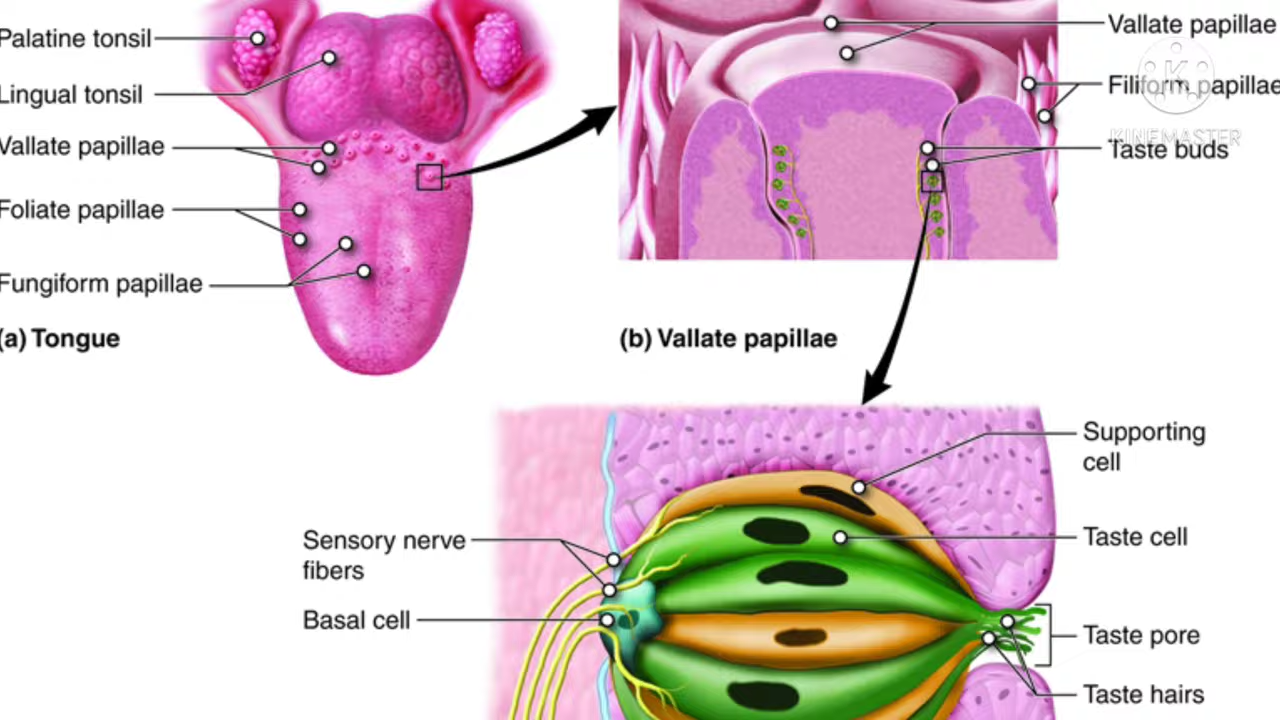 Palatine tonsil
Lingual tonsil
Vallate papillae
Foliate papillae
Fungiform papillae
(a) Tongue
Vallate papillae
Filiform papillae
KINEMASTER
Taste buds
(b) Vallate papillae
Supporting
cell
Taste cell
Sensory nerve
fibers
Basal cell
Taste pore
Taste hairs